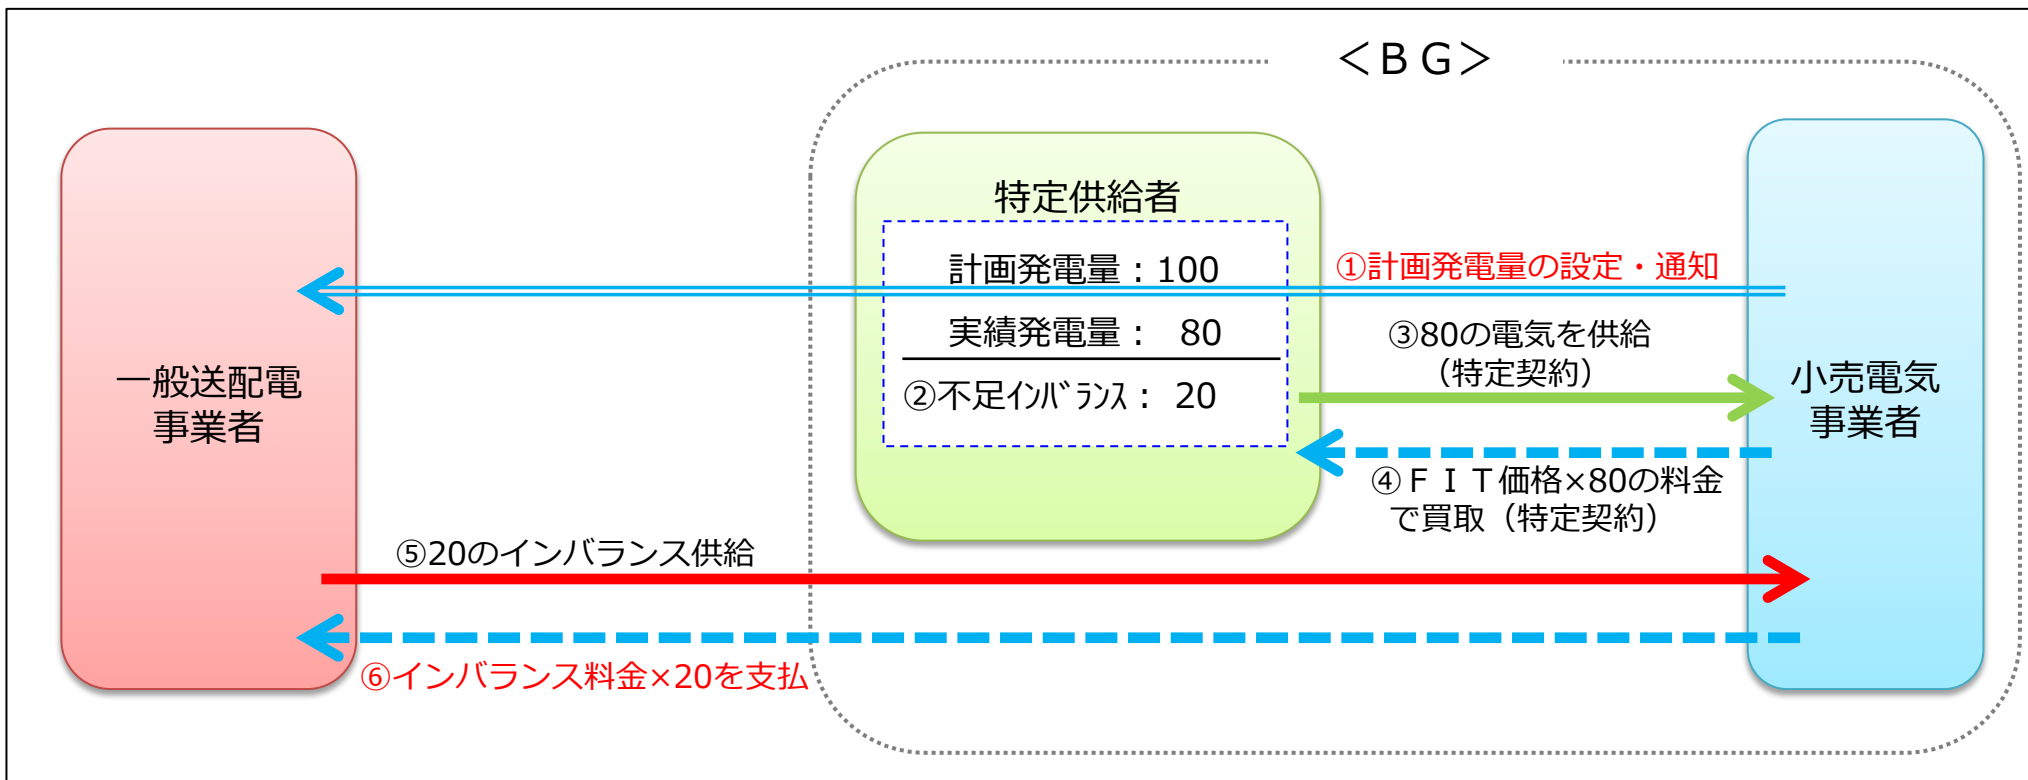 ＜ＢＧ＞
一般送配電
事業者
特定供給者
計画発電量：100
実績発電量： 80
②不足ｲﾝﾊﾞﾗﾝｽ： 20
①計画発電量の設定・通知
③80の電気を供給
（特定契約）
小売電気
事業者
④ＦＩＴ価格×80の料金
で買取（特定契約）
⑤20のインバランス供給
⑥インバランス料金×20を支払